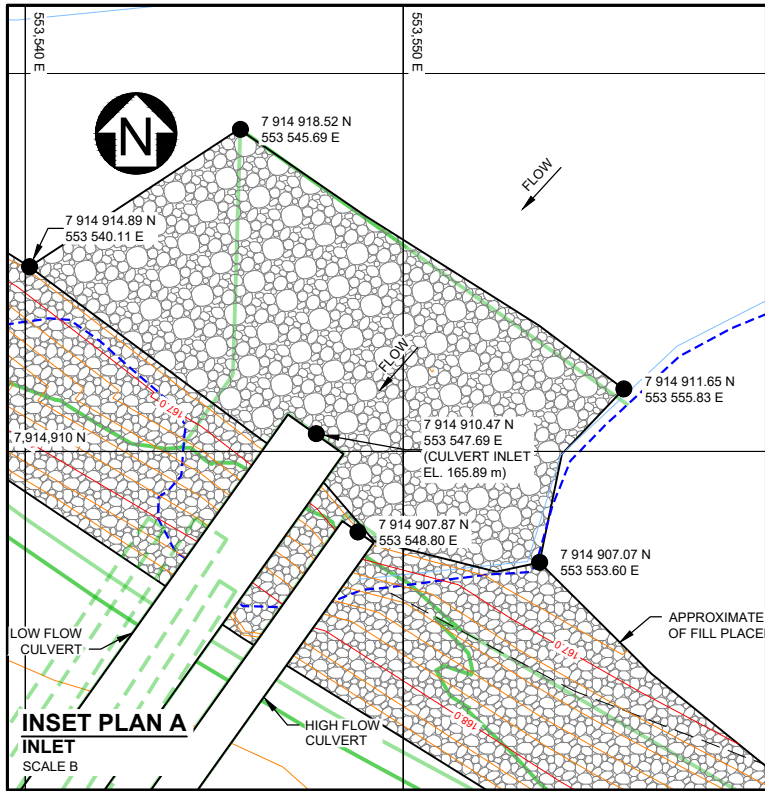 553,540 E
553,550 E
N
7 914 918.52 N
553 545.69 E
FLOW
7 914 914.89 N
553 540.11 E
FLOW
7 914 911.65 N
553 555.83 E
167.0
7,914,910 N
7 914 910.47 N
553 547.69 E
(CULVERT INLET
EL. 165.89 m)
7 914 907.87 N
553 548.80 E
7 914 907.07 N
553 553.60 E
APPROXIMATE
OF FILL
LOW FLOW
CULVERT
167.0
168.0
HIGH FLOW
CULVERT
INSET PLAN A
INLET
SCALE B